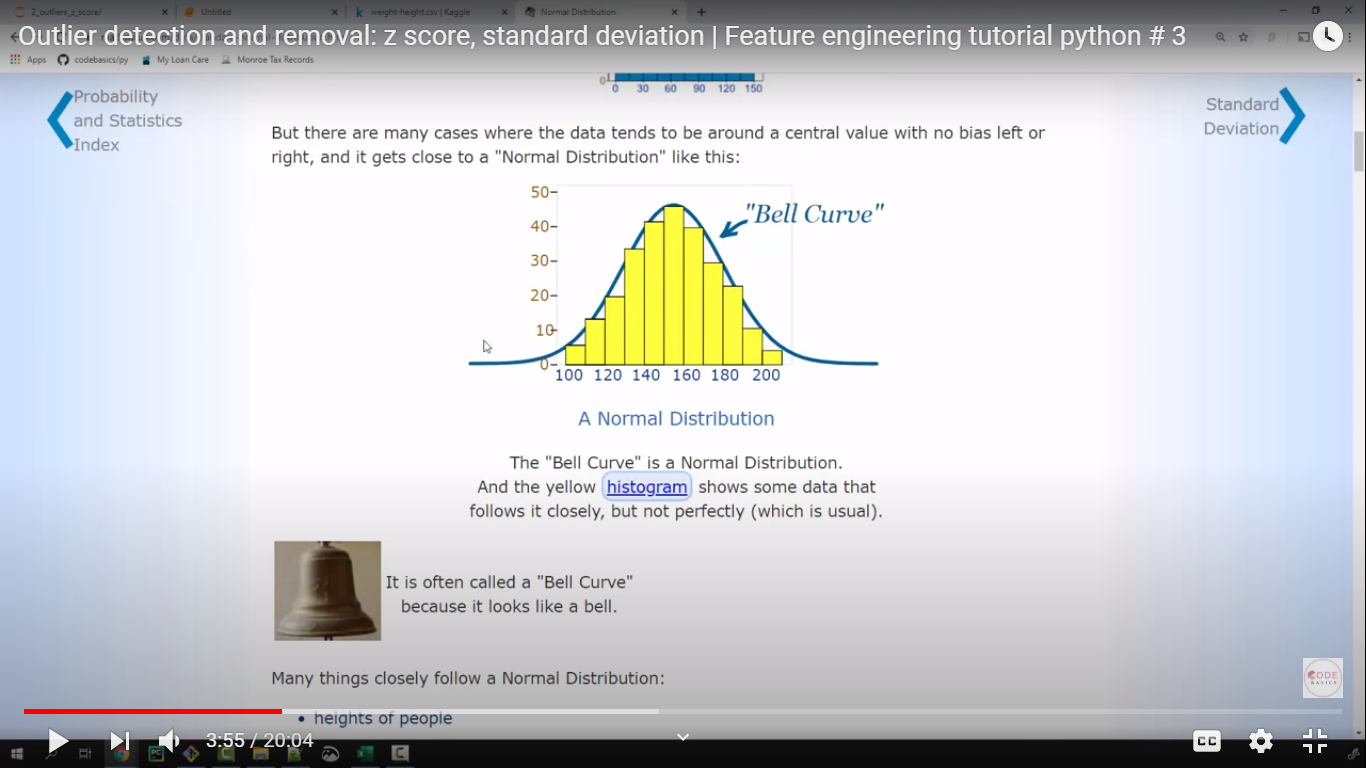 2_outliers_z_score/
Untitled
weight-height.csv | Kaggle
Normal Distribution
Outlier detection and removal: z score, standard deviation | Feature engineering tutorial python # 3
Apps
codebasics/py
My Loan Care
Monroe Tax Records
Probability
and Statistics
Index
Standard
Deviation
0
0 30 60 90 120 150
But there are many cases where the data tends to be around a central value with no bias left or
right, and it gets close to a "Normal Distribution" like this:
50
40
30
20
10
0
"Bell Curve"
100 120 140 160 180 200
A Normal Distribution
The "Bell Curve" is a Normal Distribution.
And the yellow histogram shows some data that
follows it closely, but not perfectly (which is usual).
It is often called a "Bell Curve"
because it looks like a bell.
CODE
BASICS
Many things closely follow a Normal Distribution:
• heights of people
3:55 / 20:04
CC
PC
C